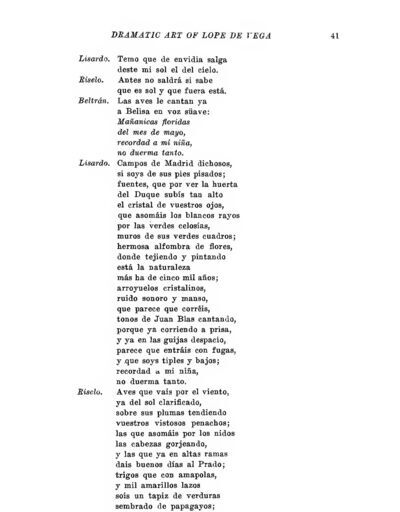 DRAMATIC ART OF LOPE DE VEGA 41
Lisardo. Temo que de envidia salga
deste mi sol el del cielo.
Riselo. Antes no saldrá si sabe
que es sol y que fuera está.
Beltrán. Las aves le cantan ya
a Belisa en voz süave:
Mañanicas floridas
del mes de mayo,
recordad a mi niña,
no duerma tanto.
Lisardo. Campos de Madrid dichosos,
si soys de sus pies pisados;
fuentes, que por ver la huerta
del Duque subís tan alto
el cristal de vuestros ojos,
que asomáis los blancos rayos
por las verdes celosías,
muros de sus verdes cuadros;
hermosa alfombra de flores,
donde tejiendo y pintando
está la naturaleza
más ha de cinco mil años;
arroyuelos cristalinos,
ruido sonoro y manso,
que parece que corréis,
tonos de Juan Blas cantando,
porque ya corriendo a prisa,
y ya en las guijas despacio,
parece que entráis con fugas,
y que soys tiples y bajos;
recordad a mi niña,
no duerma tanto.
Riselo. Aves que vais por el viento,
ya del sol clarificado,
sobre sus plumas tendiendo
vuestros vistosos penachos;
las que asomáis por los nidos
las cabezas gorjeando,
y las que ya en altas ramas
dais buenos días al Prado;
trigos que con amapolas,
y mil amarillos lazos
sois un tapiz de verduras
sembrado de papagayos;